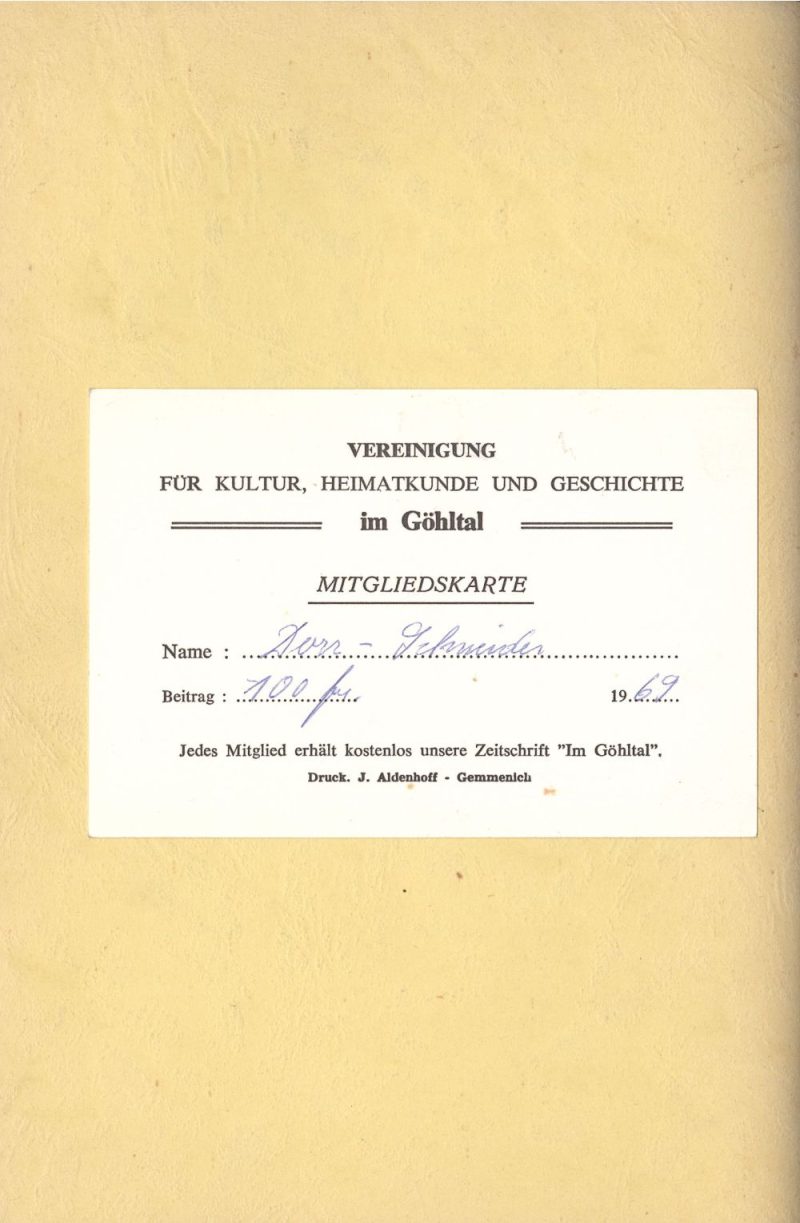 VEREINIGUNG
FÜR KULTUR, HEIMATKUNDE UND GESCHICHTE
im Göhltal
MITGLIEDSKARTE
Name : Dorr - Schneider
Beitrag : 100 fr. 1969
Jedes Mitglied erhält kostenlos unsere Zeitschrift "Im Göhltal".
Druck. J. Aldenhoff - Gemmenich